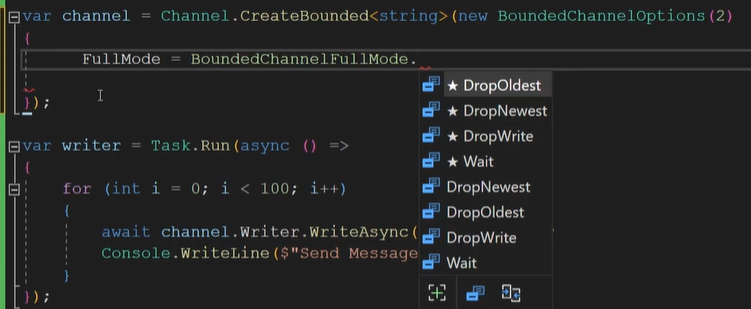 var channel = Channel.CreateBounded<string>(new BoundedChannelOptions(2)
{
FullMode = BoundedChannelFullMode.
});
★ DropOldest
★ DropNewest
★ DropWrite
★ Wait
DropNewest
DropOldest
DropWrite
Wait
var writer = Task.Run(async () =>
{
for (int i = 0; i < 100; i++)
{
await channel.Writer.WriteAsync(
Console.WriteLine($"Send Message
}
});